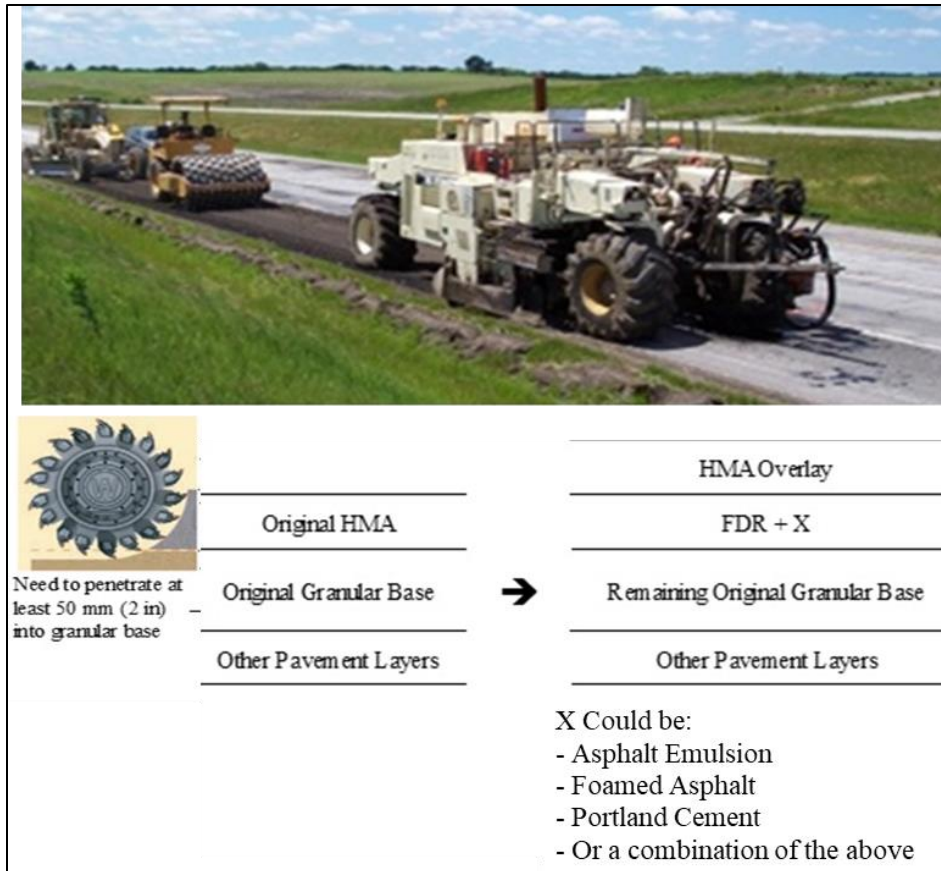 Need to penetrate at
least 50 mm (2 in)
into granular base
Original HMA
Original Granular Base
Other Pavement Layers
➔
HMA Overlay
FDR + X
Remaining Original Granular Base
Other Pavement Layers
X Could be:
- Asphalt Emulsion
- Foamed Asphalt
- Portland Cement
- Or a combination of the above